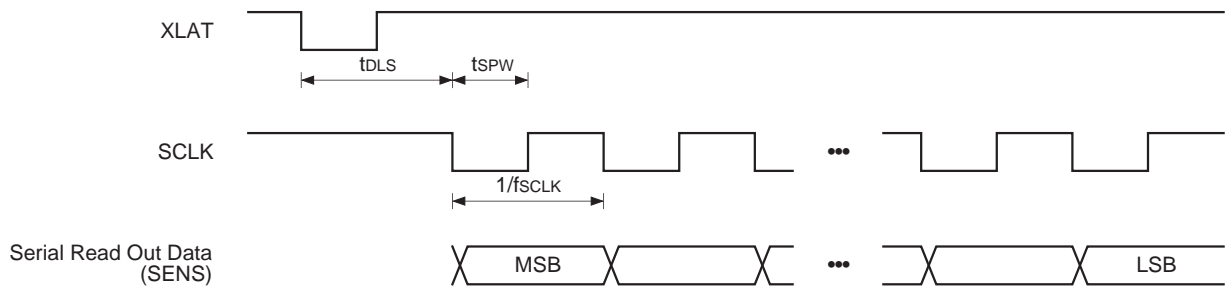 XLAT
tDLS
tSPW
SCLK
•••
1/fSCLK
Serial Read Out Data
(SENS)
MSB
•••
LSB